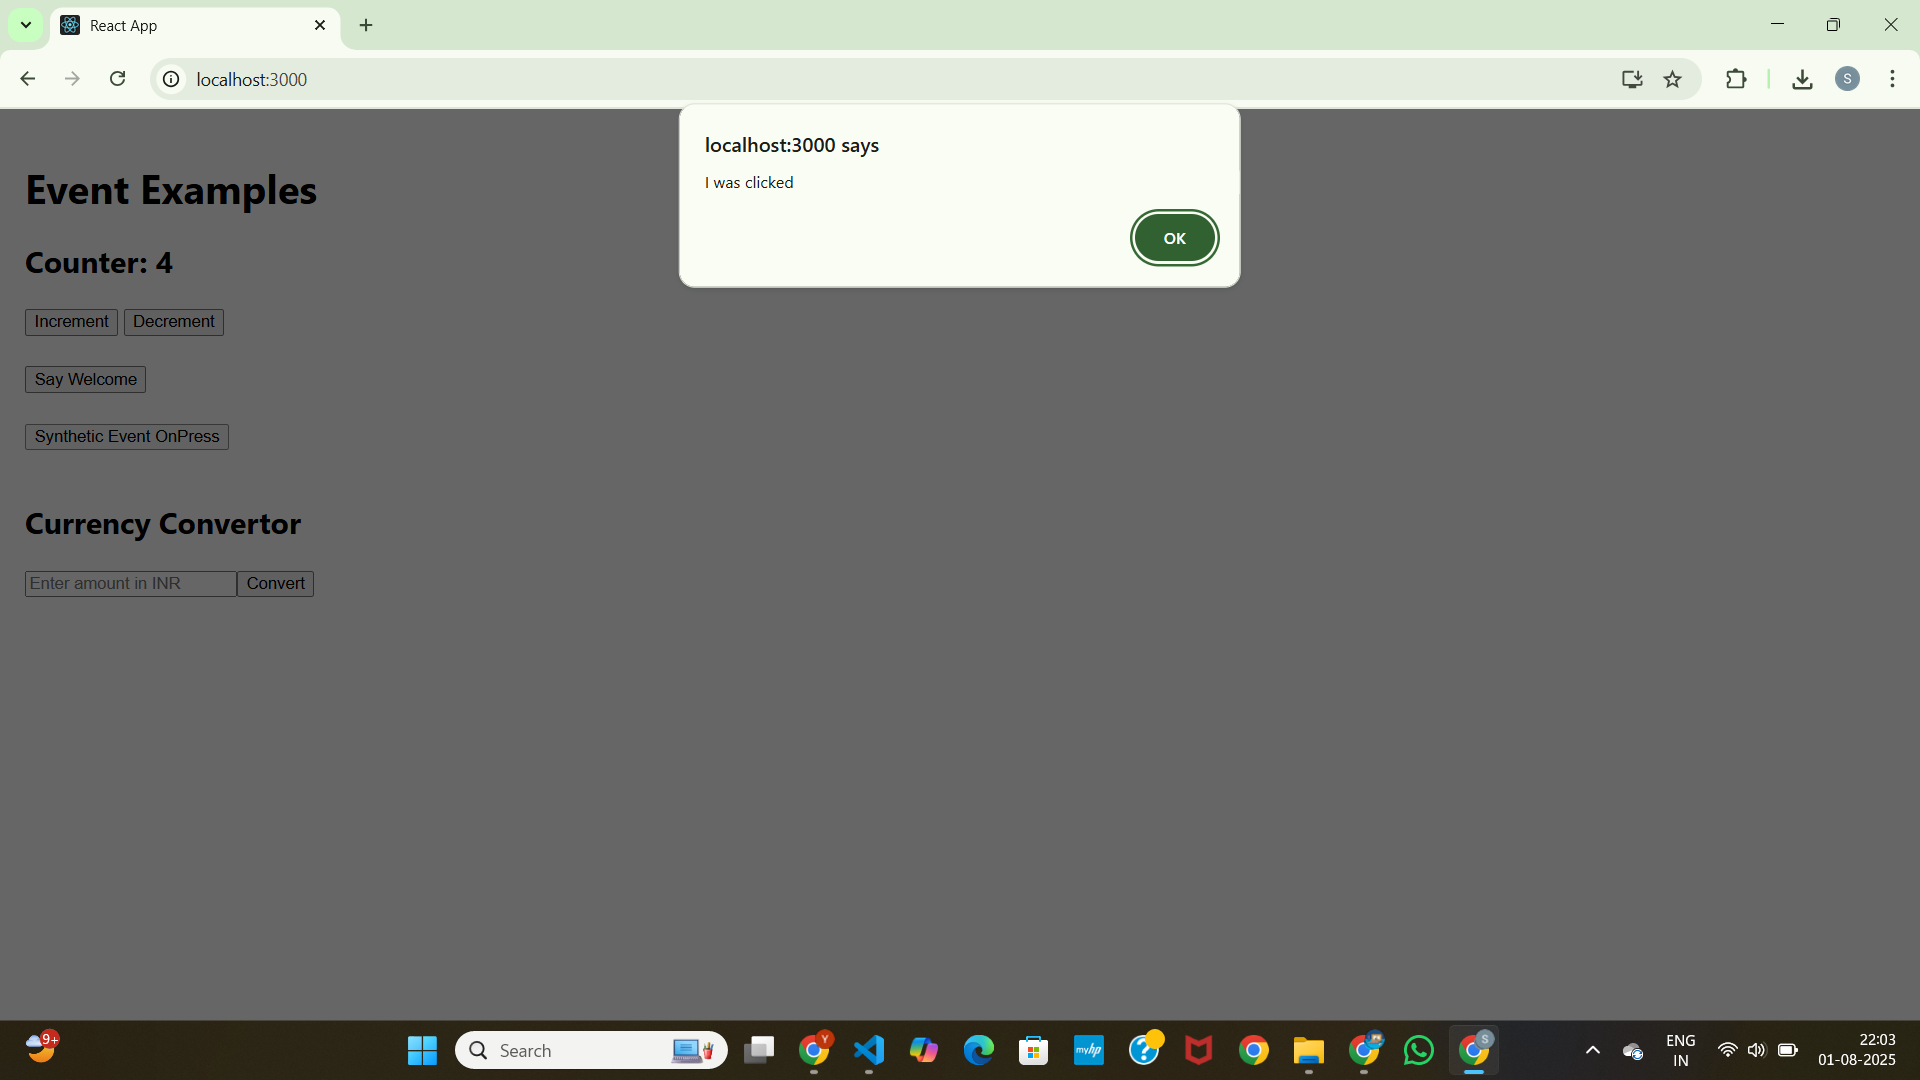 React App
localhost:3000
S
localhost:3000 says
I was clicked
OK
Event Examples
Counter: 4
Increment Decrement
Say Welcome
Synthetic Event OnPress
Currency Convertor
Enter amount in INR Convert
9+
Search
Y
myhp
S
ENG
IN
22:03
01-08-2025